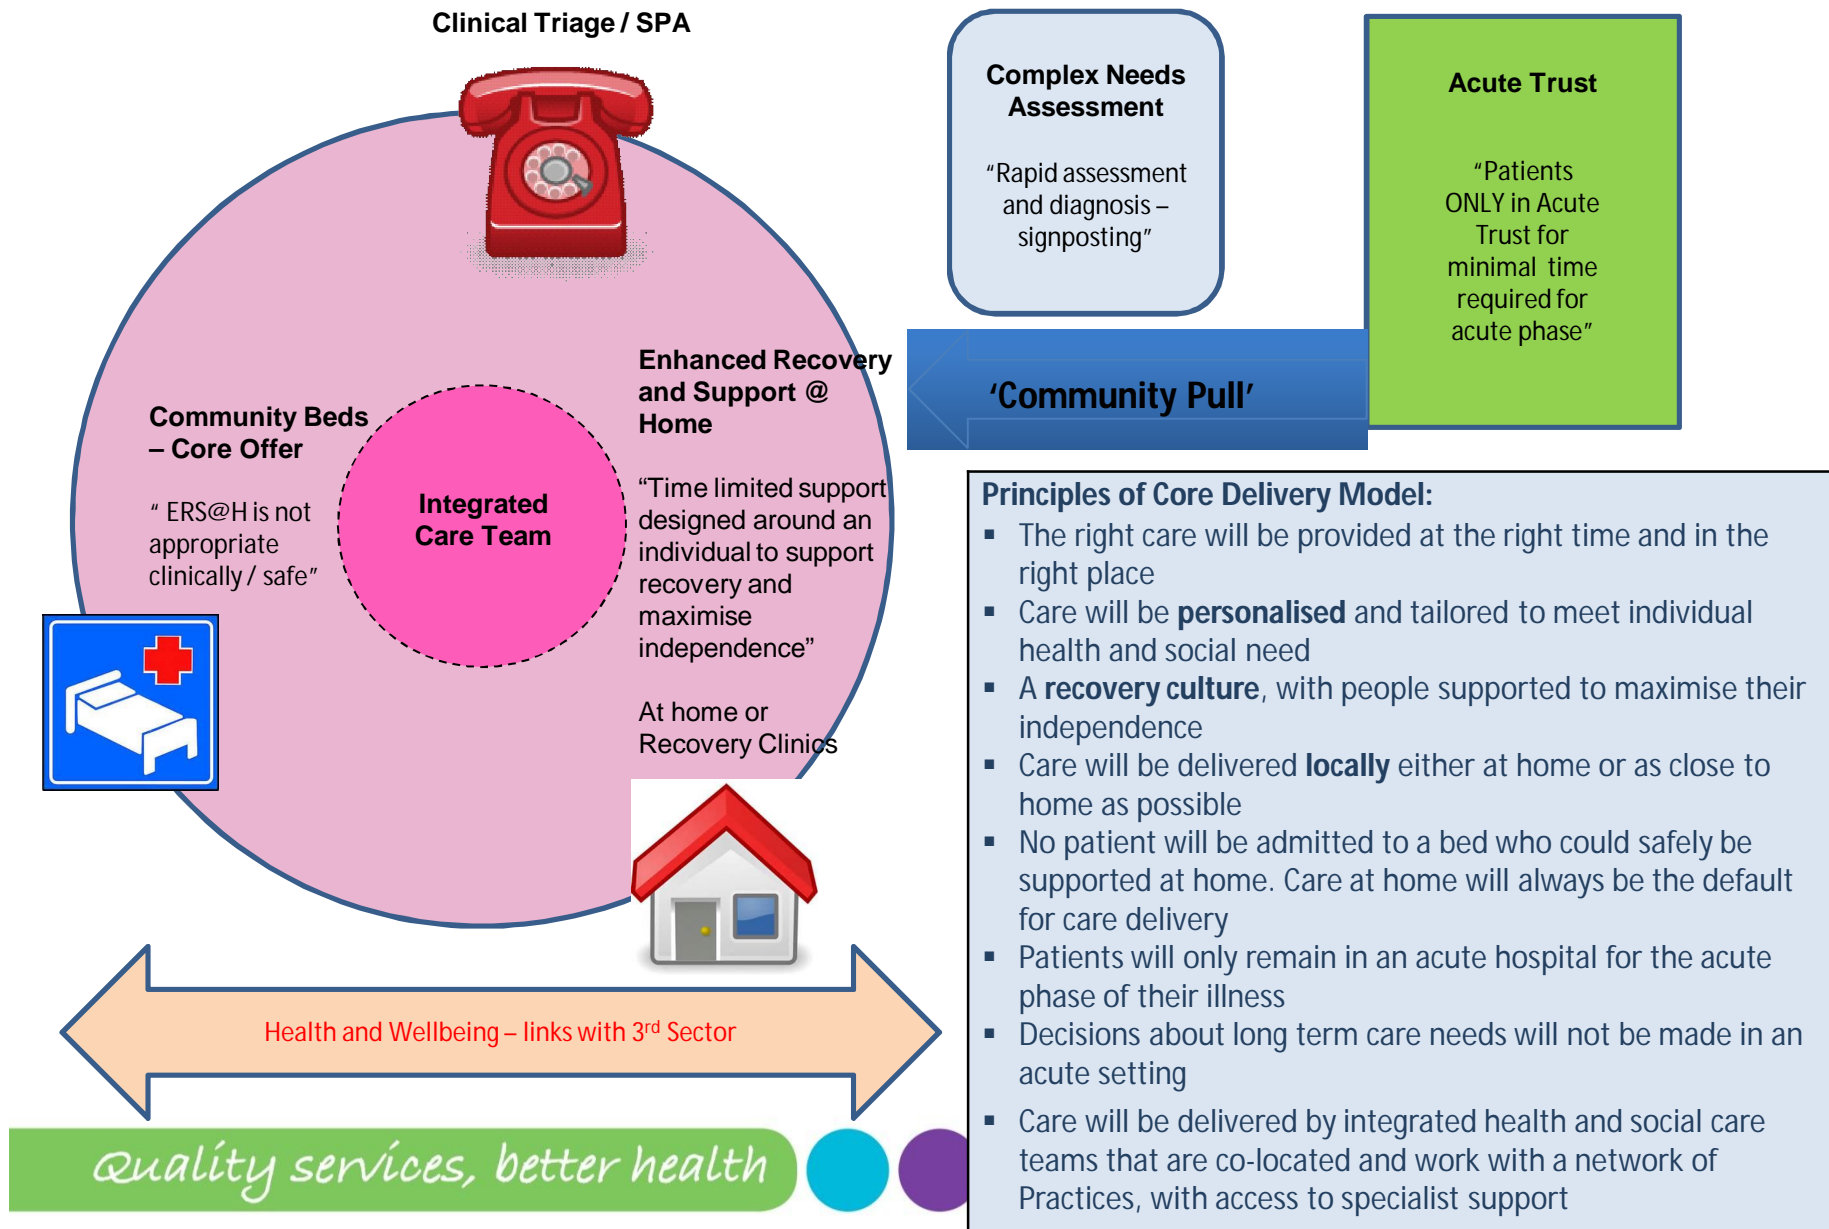 Clinical Triage / SPA
Complex Needs
Assessment
“Rapid assessment
and diagnosis –
signposting”
Acute Trust
“Patients
ONLY in Acute
Trust for
minimal time
required for
acute phase”
‘Community Pull’
Enhanced Recovery
and Support @
Home
“Time limited support
designed around an
individual to support
recovery and
maximise
independence”
At home or
Recovery Clinics
Community Beds
– Core Offer
“ ERS@H is not
appropriate
clinically / safe”
Integrated
Care Team
Health and Wellbeing – links with 3rd Sector
Quality services, better health
Principles of Core Delivery Model:
▪ The right care will be provided at the right time and in the
right place
▪ Care will be personalised and tailored to meet individual
health and social need
▪ A recovery culture, with people supported to maximise their
independence
▪ Care will be delivered locally either at home or as close to
home as possible
▪ No patient will be admitted to a bed who could safely be
supported at home. Care at home will always be the default
for care delivery
▪ Patients will only remain in an acute hospital for the acute
phase of their illness
▪ Decisions about long term care needs will not be made in an
acute setting
▪ Care will be delivered by integrated health and social care
teams that are co-located and work with a network of
Practices, with access to specialist support